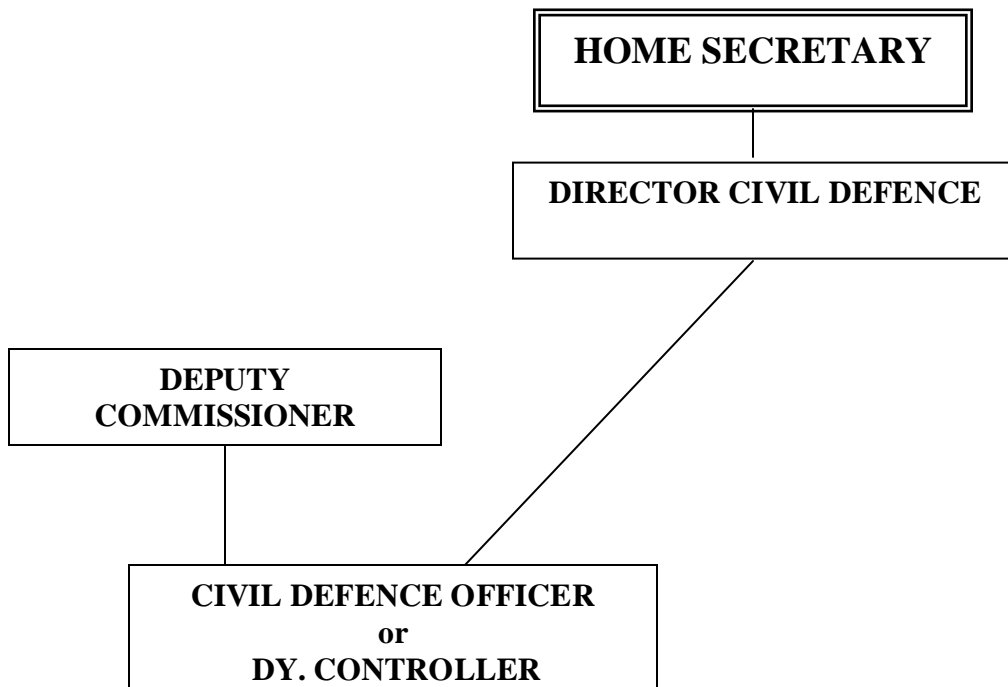 HOME SECRETARY
DIRECTOR CIVIL DEFENCE
DEPUTY
COMMISSIONER
CIVIL DEFENCE OFFICER
or
DY. CONTROLLER